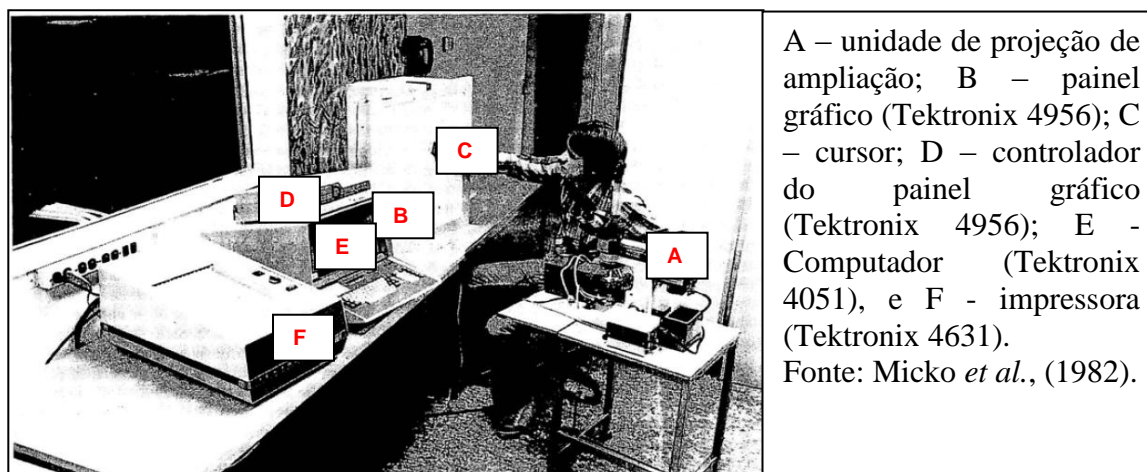 C
D
B
E
A
F
A – unidade de projeção de
ampliação; B – painel
gráfico (Tektronix 4956); C
– cursor; D – controlador
do painel gráfico
(Tektronix 4956); E -
Computador (Tektronix
4051), e F - impressora
(Tektronix 4631).
Fonte: Micko et al., (1982).